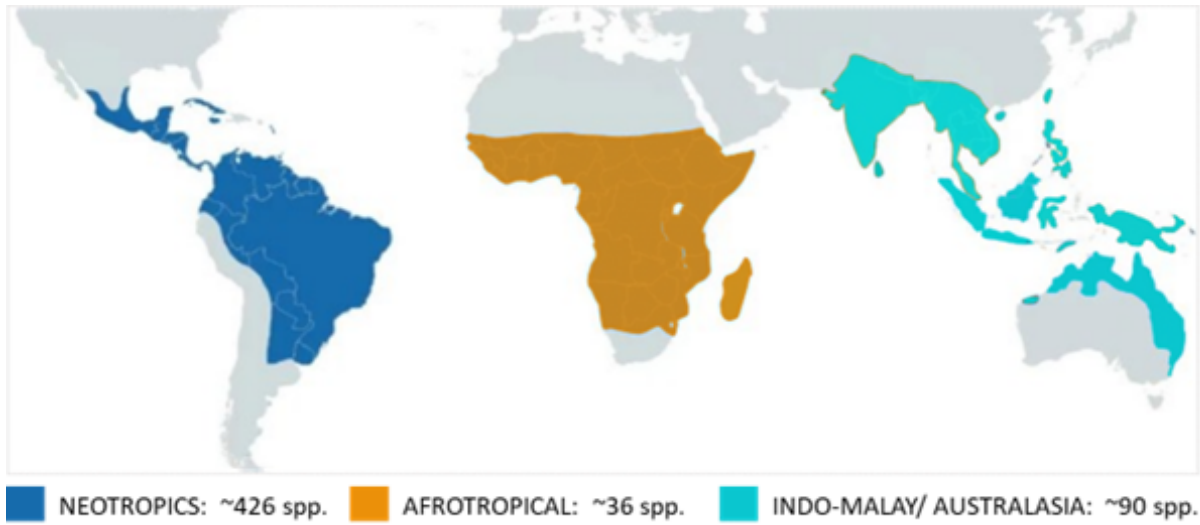 NEOTROPICS: ~426 spp. AFROTROPICAL: ~36 spp. INDO-MALAY/ AUSTRALASIA: ~90 spp.